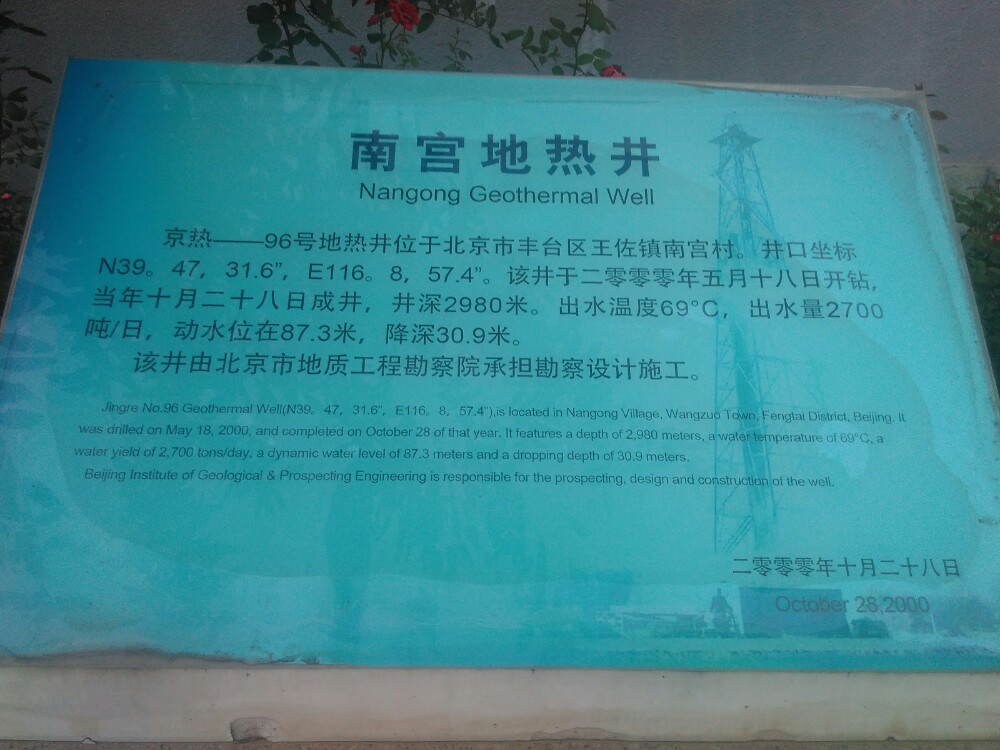 南宫地热井
Nangong Geothermal Well
京热——96号地热井位于北京市丰台区王佐镇南宫村。井口坐标
N39。47，31.6”，E116。8，57.4”。该井于二零零零年五月十八日开钻，
当年十月二十八日成井，井深2980米。出水温度69°C，出水量2700
吨/日，动水位在87.3米，降深30.9米。
该井由北京市地质工程勘察院承担勘察设计施工。
Jingre No.96 Geothermal Well(N39。47，31.6”，E116。8，57.4”),is located in Nangong Village, Wangzuo Town, Fengtai District, Beijing. It
was drilled on May 18, 2000, and completed on October 28 of that year. It features a depth of 2,980 meters, a water temperature of 69°C, a
water yield of 2,700 tons/day, a dynamic water level of 87.3 meters and a dropping depth of 30.9 meters.
Beijing Institute of Geological & Prospecting Engineering is responsible for the prospecting, design and construction of the well.
二零零零年十月二十八日
October 28,2000